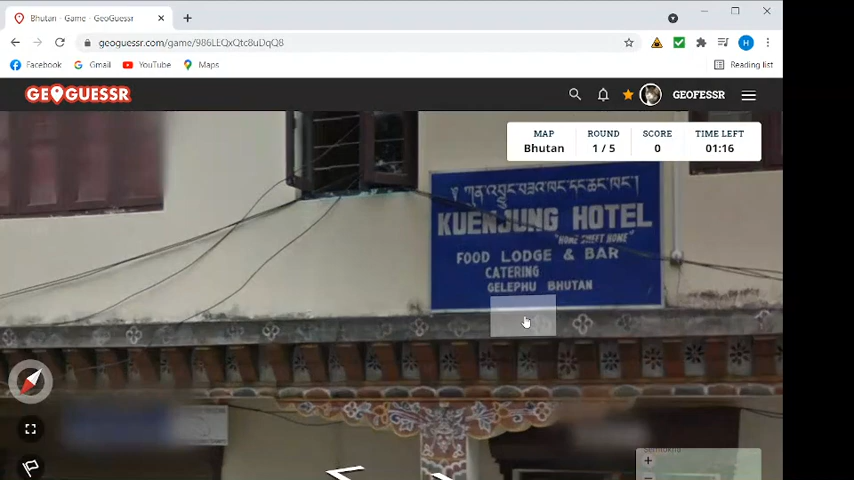 Bhutan - Game - GeoGuessr
geoguessr.com/game/986LEQxQtc8uDqQ8
Facebook
Gmail
YouTube
Maps
Reading list
H
GEOGUESSR
GEOFESSR
MAP
ROUND
SCORE
TIME LEFT
Bhutan
1 / 5
0
01:16
KUENJUNG HOTEL
"HOME SWEET HOME"
FOOD LODGE & BAR
CATERING
GELEPHU BHUTAN